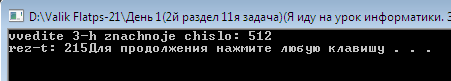 D:\Valik Flatps-21\День 1(2й раздел 11я задача)(Я иду на урок информатики. З
vvedite 3-h znachnoje chislo: 512
rez-t: 215Для продолжения нажмите любую клавишу . . .